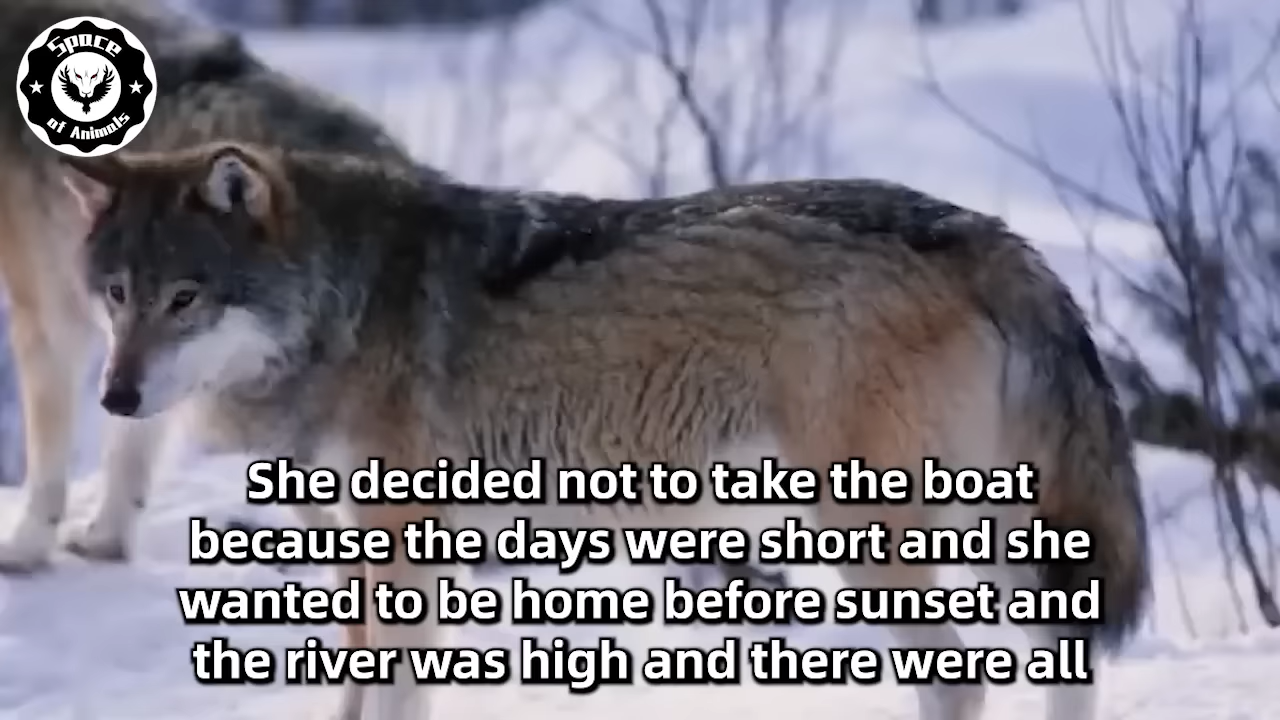 Space
of Animals
She decided not to take the boat
because the days were short and she
wanted to be home before sunset and
the river was high and there were all